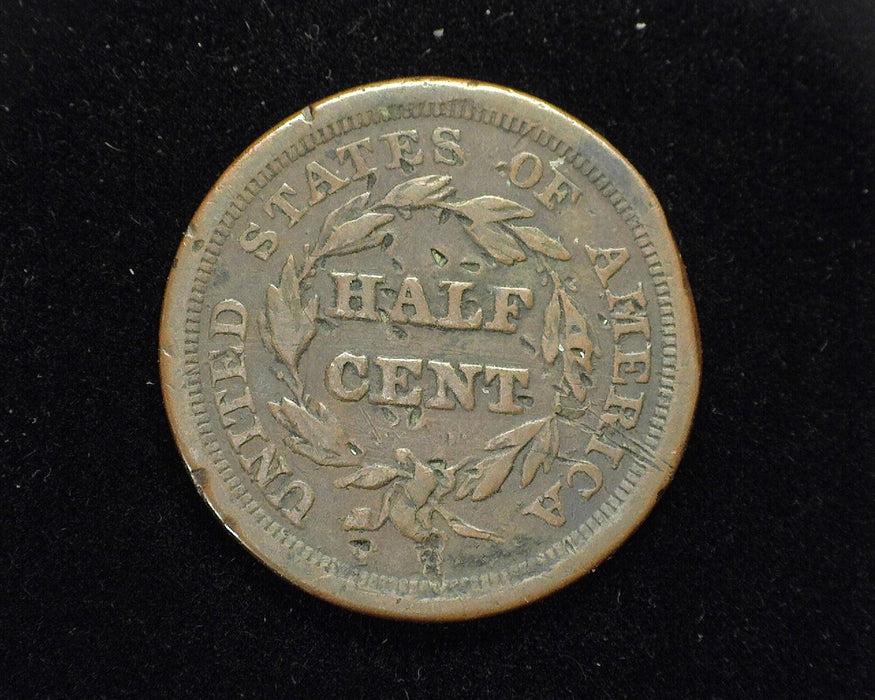 UNITED STATES OF AMERICA
HALF
CENT